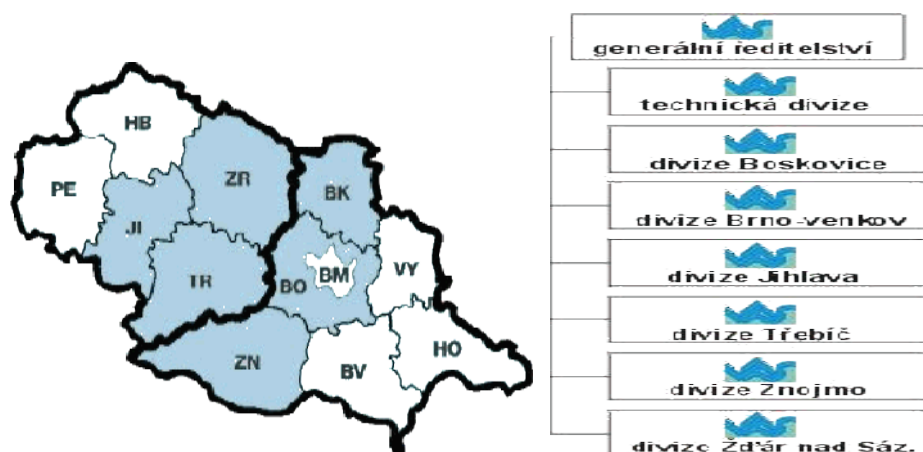 HB
PE
ZR
BK
JI
TR
BO
BM
VY
ZN
BV
HO
generální ředitelství
technická divize
divize Boskovice
divize Brno-venkov
divize Jihlava
divize Třebíč
divize Znojmo
divize Žďár nad Sáz.